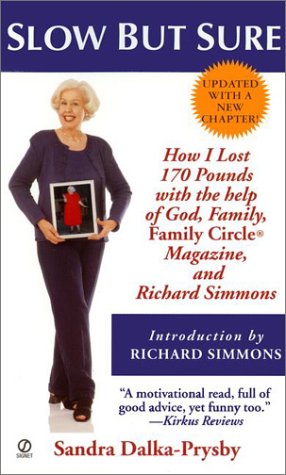 SLOW BUT SURE
UPDATED
WITH A
NEW
CHAPTER!
How I Lost
170 Pounds
with the help
of God, Family,
Family Circle®
Magazine,
and
Richard Simmons
Introduction by
RICHARD SIMMONS
“A motivational read, full of
good advice, yet funny too.”
—Kirkus Reviews
SIGNET
Sandra Dalka-Prysby